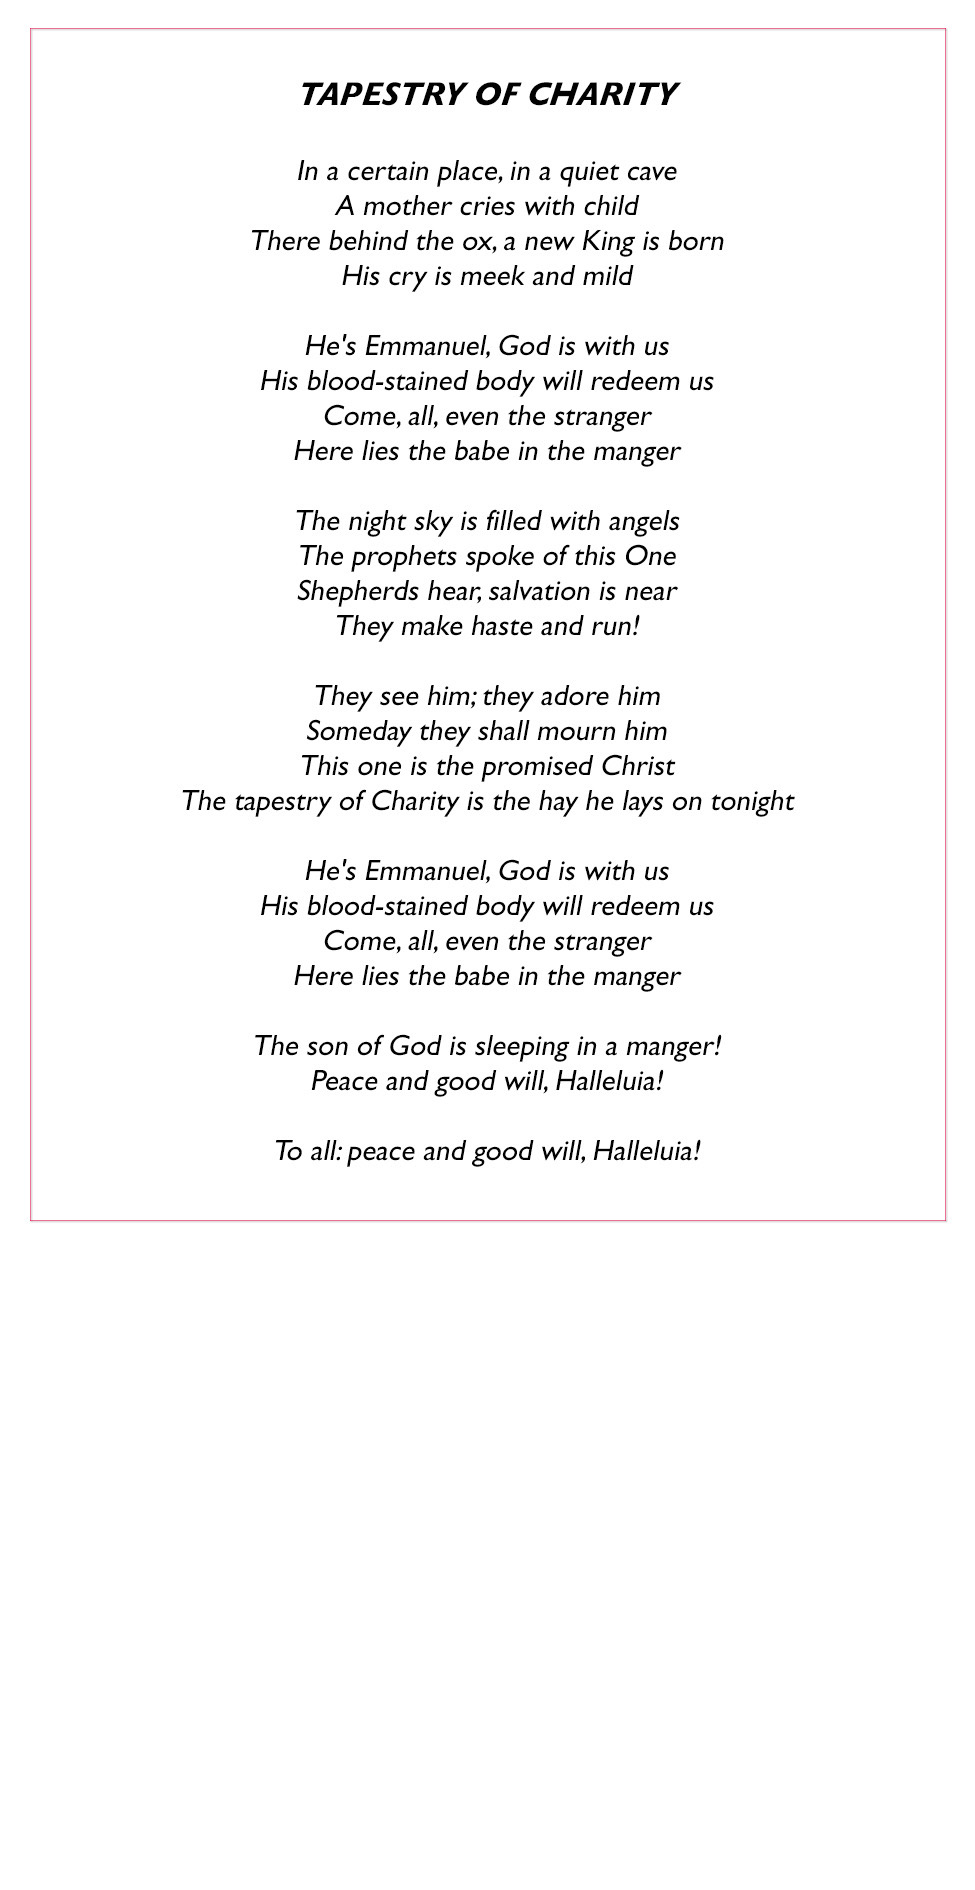 TAPESTRY OF CHARITY
In a certain place, in a quiet cave
A mother cries with child
There behind the ox, a new King is born
His cry is meek and mild
He's Emmanuel, God is with us
His blood-stained body will redeem us
Come, all, even the stranger
Here lies the babe in the manger
The night sky is filled with angels
The prophets spoke of this One
Shepherds hear, salvation is near
They make haste and run!
They see him; they adore him
Someday they shall mourn him
This one is the promised Christ
The tapestry of Charity is the hay he lays on tonight
He's Emmanuel, God is with us
His blood-stained body will redeem us
Come, all, even the stranger
Here lies the babe in the manger
The son of God is sleeping in a manger!
Peace and good will, Halleluia!
To all: peace and good will, Halleluia!